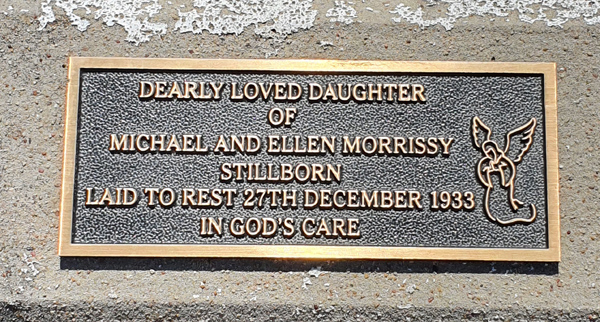 DEARLY LOVED DAUGHTER
OF
MICHAEL AND ELLEN MORRISSY
STILLBORN
LAID TO REST 27TH DECEMBER 1933
IN GOD'S CARE